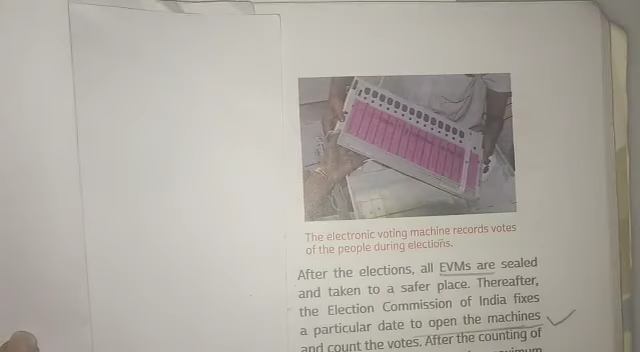 The electronic voting machine records votes
of the people during elections.
After the elections, all EVMs are sealed
and taken to a safer place. Thereafter,
the Election Commission of India fixes
a particular date to open the machines
and count the votes. After the counting of